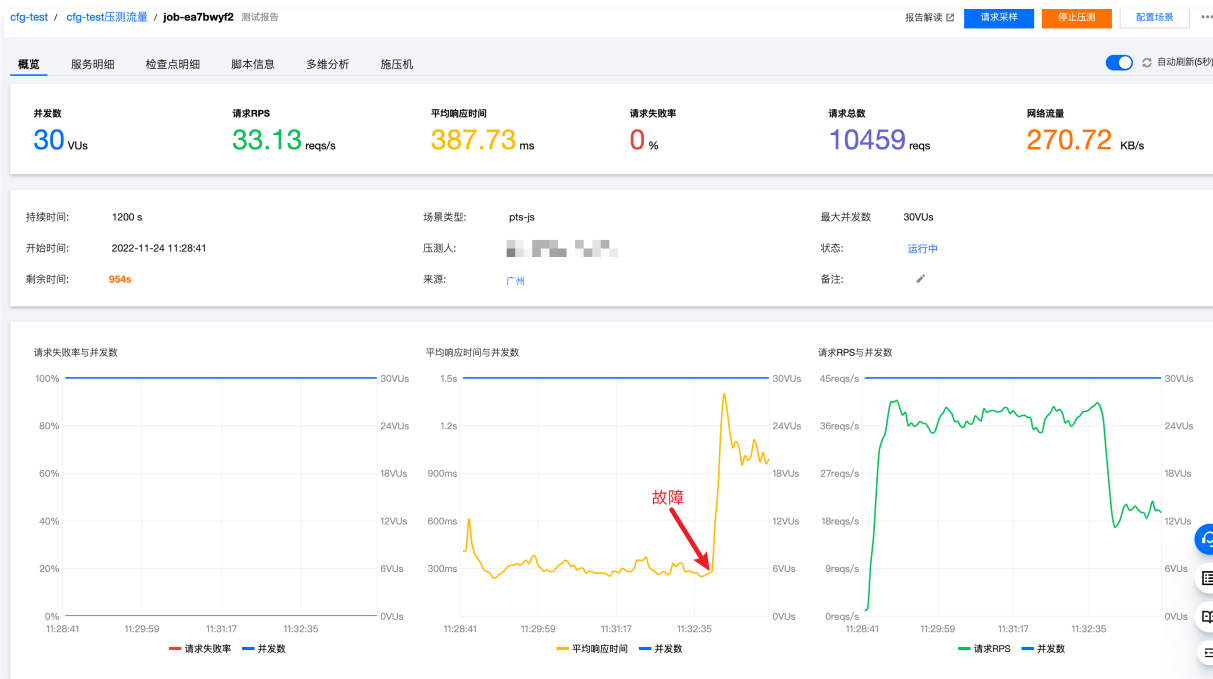 cfg-test / cfg-test压测流量 / job-ea7bwyf2 测试报告 报告解读 请求采样 停止压测 配置场景
概览 服务明细 检查点明细 脚本信息 多维分析 施压机 自动刷新(5秒)
并发数 请求RPS 平均响应时间 请求失败率 请求总数 网络流量
30 VUs 33.13 reqs/s 387.73 ms 0 % 10459 reqs 270.72 KB/s
持续时间: 1200 s 场景类型: pts-js 最大并发数 30VUs
开始时间: 2022-11-24 11:28:41 压测人: 状态: 运行中
剩余时间: 954s 来源: 广州 备注:
请求失败率与并发数
100% 30VUs
80% 24VUs
60% 18VUs
40% 12VUs
20% 6VUs
0% 0VUs
11:28:41 11:29:59 11:31:17 11:32:35
请求失败率 并发数
平均响应时间与并发数
1.5s 30VUs
1.2s 24VUs
900ms 18VUs
故障
600ms 12VUs
300ms 6VUs
0VUs
11:28:41 11:29:59 11:31:17 11:32:35
平均响应时间 并发数
请求RPS与并发数
45reqs/s 30VUs
36reqs/s 24VUs
27reqs/s 18VUs
18reqs/s 12VUs
9reqs/s 6VUs
0reqs/s 0VUs
11:28:41 11:29:59 11:31:17 11:32:35
请求RPS 并发数